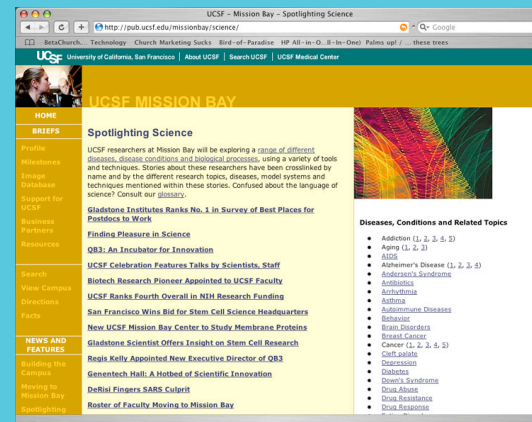 UCSF - Mission Bay - Spotlighting Science
http://pub.ucsf.edu/missionbay/science/
Google
BetaChurch... Technology Church Marketing Sucks Bird-of-Paradise HP All-in-O...ll-In-One) Palms up! / ... these trees
UCSF University of California, San Francisco | About UCSF | Search UCSF | UCSF Medical Center
UCSF MISSION BAY
HOME
BRIEFS
Profile
Milestones
Image
Database
Support for
UCSF
Business
Partners
Resources
Search
View Campus
Directions
Facts
NEWS AND
FEATURES
Building the
Campus
Moving to
Mission Bay
Spotlighting
Spotlighting Science
UCSF researchers at Mission Bay will be exploring a range of different
diseases, disease conditions and biological processes, using a variety of tools
and techniques. Stories about these researchers have been crosslinked by
name and by the different research topics, diseases, model systems and
techniques mentioned within these stories. Confused about the language of
science? Consult our glossary.
Gladstone Institutes Ranks No. 1 in Survey of Best Places for
Postdocs to Work
Finding Pleasure in Science
QB3: An Incubator for Innovation
UCSF Celebration Features Talks by Scientists, Staff
Biotech Research Pioneer Appointed to UCSF Faculty
UCSF Ranks Fourth Overall in NIH Research Funding
San Francisco Wins Bid for Stem Cell Science Headquarters
New UCSF Mission Bay Center to Study Membrane Proteins
Gladstone Scientist Offers Insight on Stem Cell Research
Regis Kelly Appointed New Executive Director of QB3
Genentech Hall: A Hotbed of Scientific Innovation
DeRisi Fingers SARS Culprit
Roster of Faculty Moving to Mission Bay
Diseases, Conditions and Related Topics
Addiction (1, 2, 3, 4, 5)
Aging (1, 2, 3)
AIDS
Alzheimer's Disease (1, 2, 3, 4)
Andersen's Syndrome
Antibiotics
Arrhythmia
Asthma
Autoimmune Diseases
Behavior
Brain Disorders
Breast Cancer
Cancer (1, 2, 3, 4, 5)
Cleft palate
Depression
Diabetes
Down's Syndrome
Drug Abuse
Drug Resistance
Drug Response